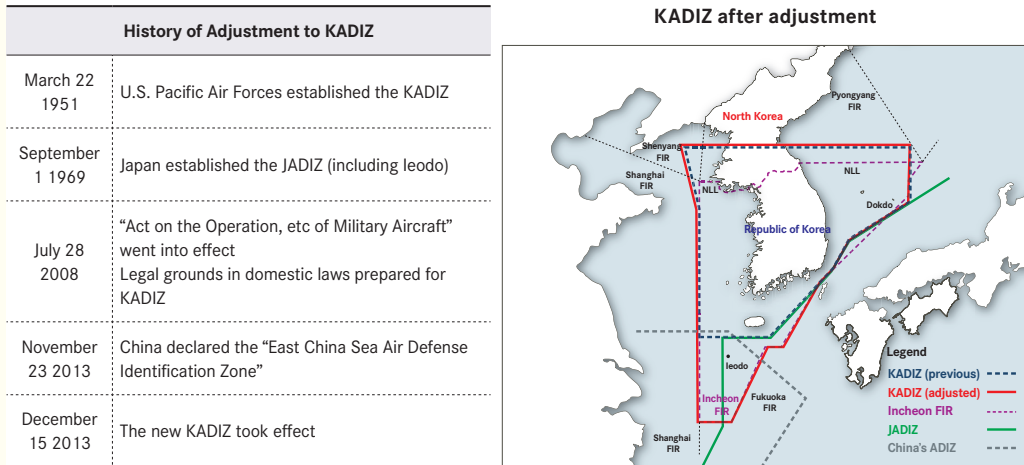 History of Adjustment to KADIZ
March 22
1951
U.S. Pacific Air Forces established the KADIZ
September
1 1969
Japan established the JADIZ (including Ieodo)
July 28
2008
“Act on the Operation, etc of Military Aircraft”
went into effect
Legal grounds in domestic laws prepared for
KADIZ
November
23 2013
China declared the “East China Sea Air Defense
Identification Zone”
December
15 2013
The new KADIZ took effect
KADIZ after adjustment
Pyongyang
FIR
North Korea
Shenyang
FIR
Shanghai
FIR
NLL
NLL
Dokdo
Republic of Korea
Ieodo
Incheon
FIR
Fukuoka
FIR
Shanghai
FIR
Legend
KADIZ (previous)
KADIZ (adjusted)
Incheon FIR
JADIZ
China's ADIZ